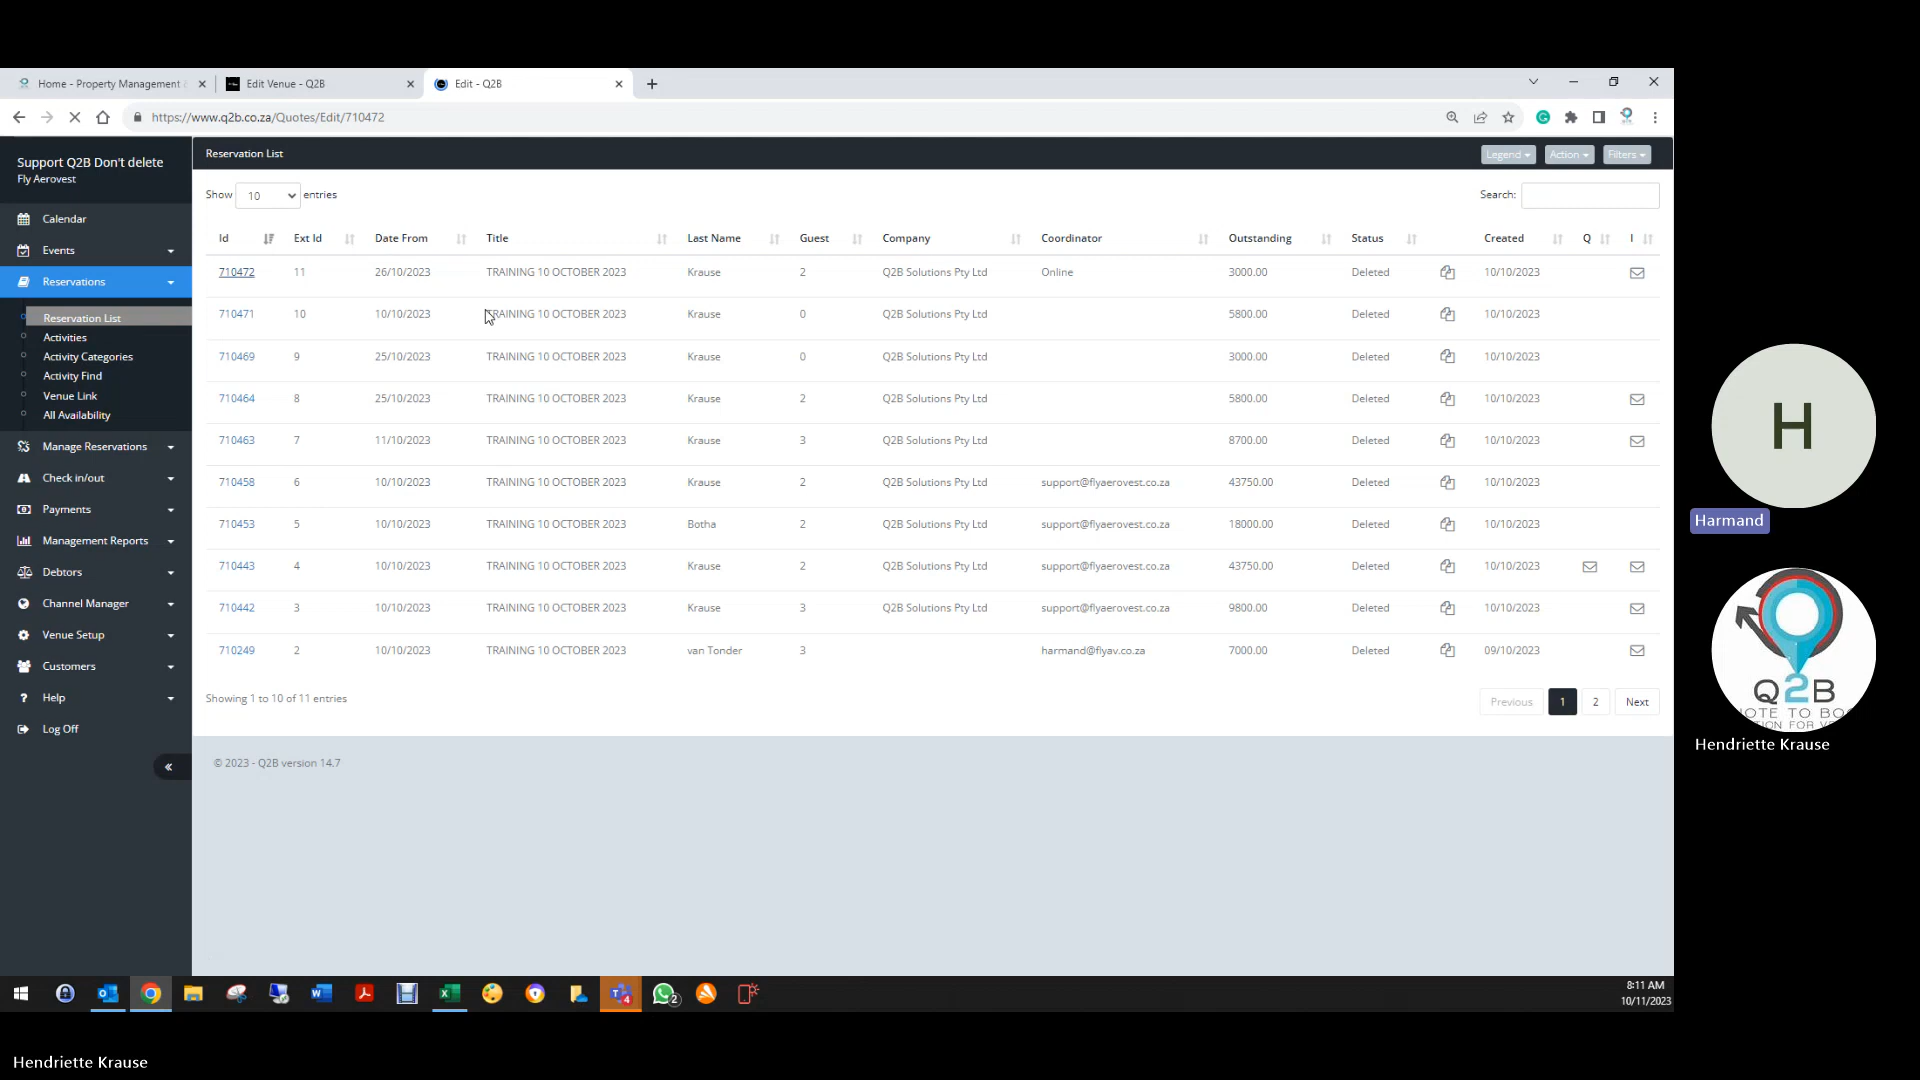 Home - Property Management
Edit Venue - Q2B
Edit - Q2B
https://www.q2b.co.za/Quotes/Edit/710472
Support Q2B Don't delete
Fly Aerovest
Calendar
Events
Reservations
Reservation List
Activities
Activity Categories
Activity Find
Venue Link
All Availability
Manage Reservations
Check in/out
Payments
Management Reports
Debtors
Channel Manager
Venue Setup
Customers
Help
Log Off
Reservation List
Legend Action Filters
Show 10 entries
Search:
Id Ext Id Date From Title Last Name Guest Company Coordinator Outstanding Status Created Q I
710472 11 26/10/2023 TRAINING 10 OCTOBER 2023 Krause 2 Q2B Solutions Pty Ltd Online 3000.00 Deleted 10/10/2023
710471 10 10/10/2023 TRAINING 10 OCTOBER 2023 Krause 0 Q2B Solutions Pty Ltd 5800.00 Deleted 10/10/2023
710469 9 25/10/2023 TRAINING 10 OCTOBER 2023 Krause 0 Q2B Solutions Pty Ltd 3000.00 Deleted 10/10/2023
710464 8 25/10/2023 TRAINING 10 OCTOBER 2023 Krause 2 Q2B Solutions Pty Ltd 5800.00 Deleted 10/10/2023
710463 7 11/10/2023 TRAINING 10 OCTOBER 2023 Krause 3 Q2B Solutions Pty Ltd 8700.00 Deleted 10/10/2023
710458 6 10/10/2023 TRAINING 10 OCTOBER 2023 Krause 2 Q2B Solutions Pty Ltd support@flyaerovest.co.za 43750.00 Deleted 10/10/2023
710453 5 10/10/2023 TRAINING 10 OCTOBER 2023 Botha 2 Q2B Solutions Pty Ltd support@flyaerovest.co.za 18000.00 Deleted 10/10/2023
710443 4 10/10/2023 TRAINING 10 OCTOBER 2023 Krause 2 Q2B Solutions Pty Ltd support@flyaerovest.co.za 43750.00 Deleted 10/10/2023
710442 3 10/10/2023 TRAINING 10 OCTOBER 2023 Krause 3 Q2B Solutions Pty Ltd support@flyaerovest.co.za 9800.00 Deleted 10/10/2023
710249 2 10/10/2023 TRAINING 10 OCTOBER 2023 van Tonder 3 harmand@flyav.co.za 7000.00 Deleted 09/10/2023
Showing 1 to 10 of 11 entries
Previous 1 2 Next
© 2023 - Q2B version 14.7
8:11 AM
10/11/2023
H
Harmand
Q2B
Hendriette Krause
Hendriette Krause